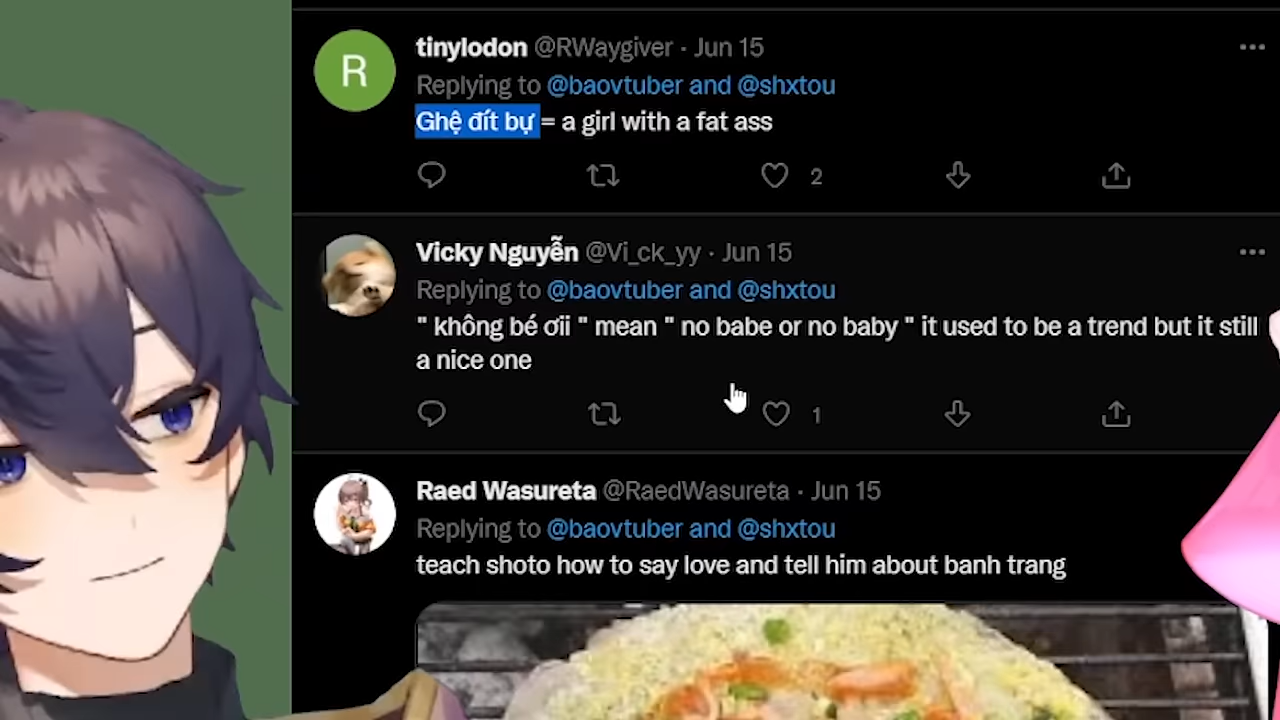 R
tinylodon @RWaygiver · Jun 15
Replying to @baovtuber and @shxtou
Ghệ đít bự = a girl with a fat ass
2
Vicky Nguyễn @Vi_ck_yy · Jun 15
Replying to @baovtuber and @shxtou
" không bé ơii " mean " no babe or no baby " it used to be a trend but it still
a nice one
1
Raed Wasureta @RaedWasureta · Jun 15
Replying to @baovtuber and @shxtou
teach shoto how to say love and tell him about banh trang